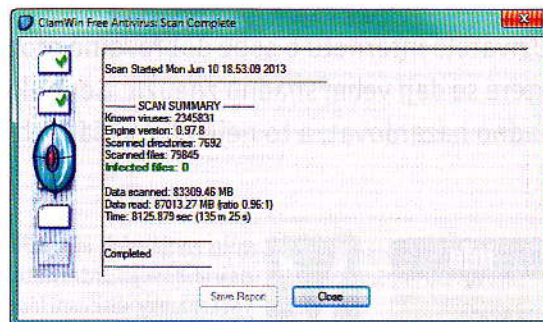 ClamWin Free Antivirus: Scan Complete
Scan Started Mon Jun 10 18:53:09 2013
SCAN SUMMARY
Known viruses: 2345831
Engine version: 0.97.8
Scanned directories: 7692
Scanned files: 79845
Infected files: 0
Data scanned: 83309.46 MB
Data read: 87013.27 MB (ratio 0.96:1)
Time: 8125.879 sec (135 m 25 s)
Completed
Save Report Close